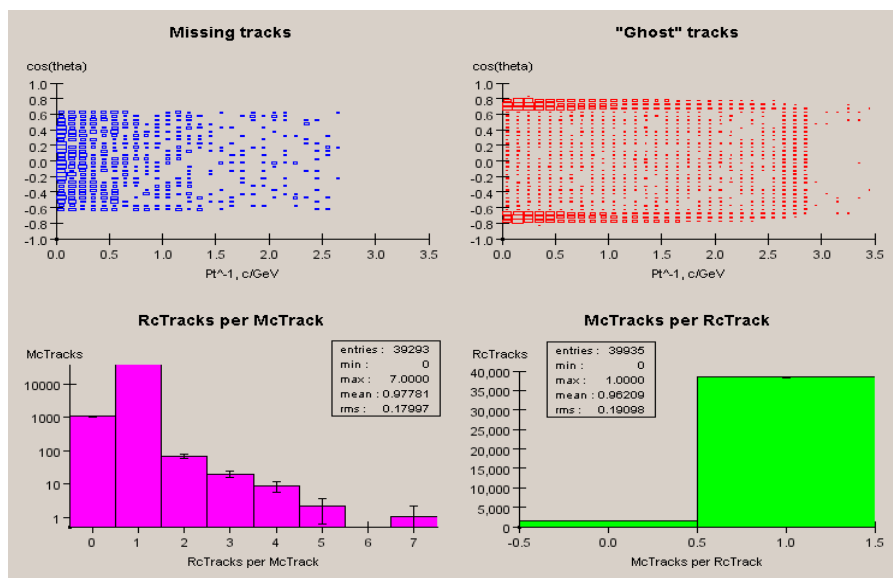 Missing tracks
cos(theta)
1.0
0.8
0.6
0.4
0.2
0.0
-0.2
-0.4
-0.6
-0.8
-1.0
0.0 0.5 1.0 1.5 2.0 2.5 3.0 3.5
Pt^-1, c/GeV
"Ghost" tracks
cos(theta)
1.0
0.8
0.6
0.4
0.2
0.0
-0.2
-0.4
-0.6
-0.8
-1.0
0.0 0.5 1.0 1.5 2.0 2.5 3.0 3.5
Pt^-1, c/GeV
RcTracks per McTrack
McTracks
entries : 39293
min : 0
max : 7.0000
mean : 0.97781
rms : 0.17997
10000
1000
100
10
1
0 1 2 3 4 5 6 7
RcTracks per McTrack
McTracks per RcTrack
RcTracks
entries : 39935
min : 0
max : 1.0000
mean : 0.96209
rms : 0.19098
40,000
35,000
30,000
25,000
20,000
15,000
10,000
5,000
0
-0.5 0.0 0.5 1.0 1.5
McTracks per RcTrack